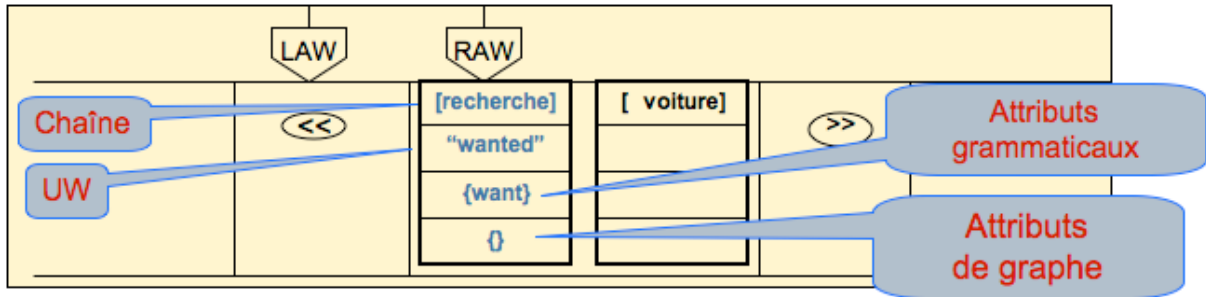 LAW
RAW
Chaîne
<<
[recherche]
[ voiture]
>>
Attributs
grammaticaux
“wanted”
UW
{want}
{}
Attributs
de graphe